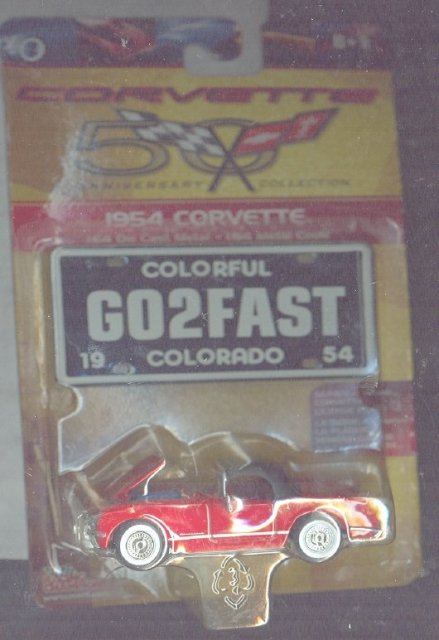 CORVETTE
50
ANNIVERSARY COLLECTION
1954 CORVETTE
COLORFUL
GO2FAST
19 COLORADO 54